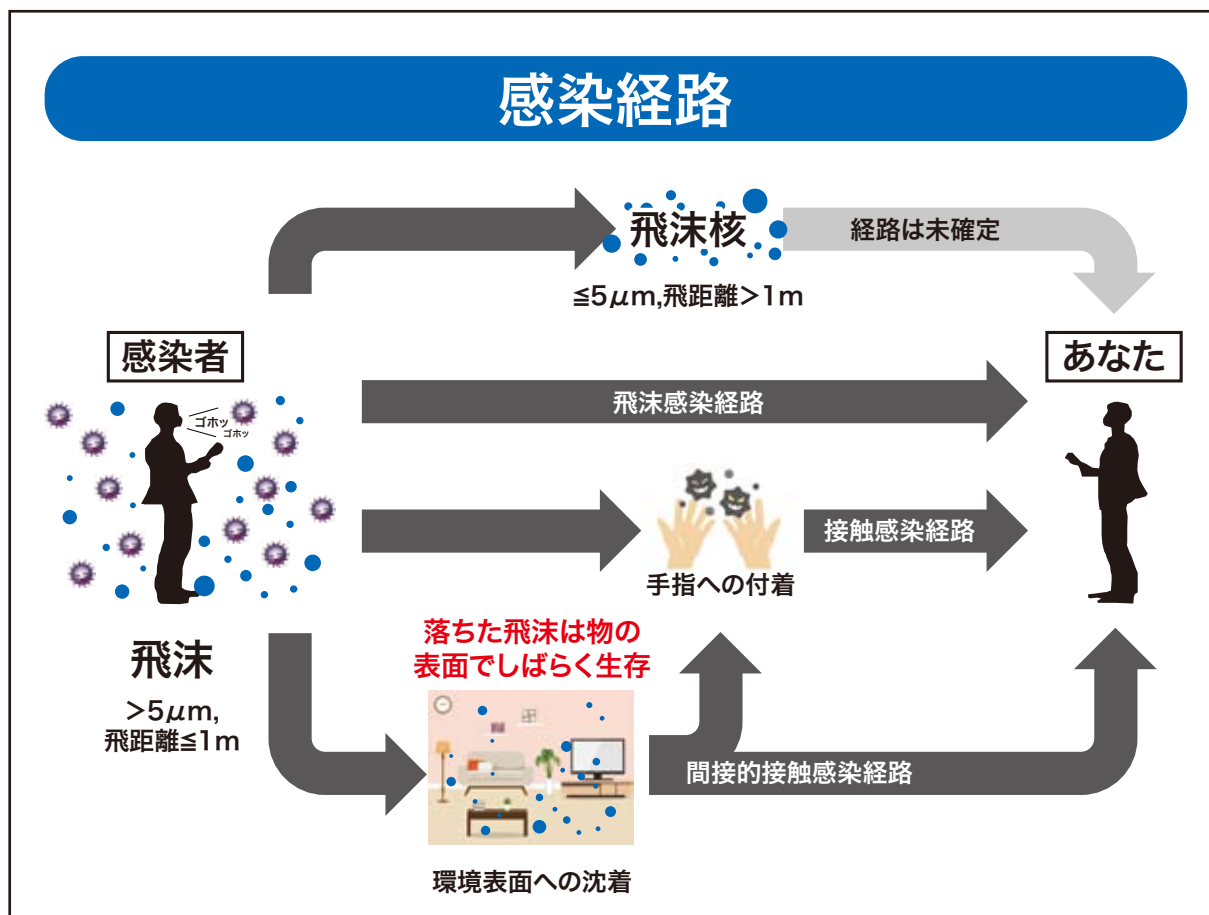 感染経路
飛沫核
経路は未確定
≦5μm,飛距離>1m
感染者
あなた
ゴホッ
ゴホッ
飛沫感染経路
接触感染経路
手指への付着
飛沫
>5μm,
飛距離≦1m
落ちた飛沫は物の
表面でしばらく生存
間接的接触感染経路
環境表面への沈着